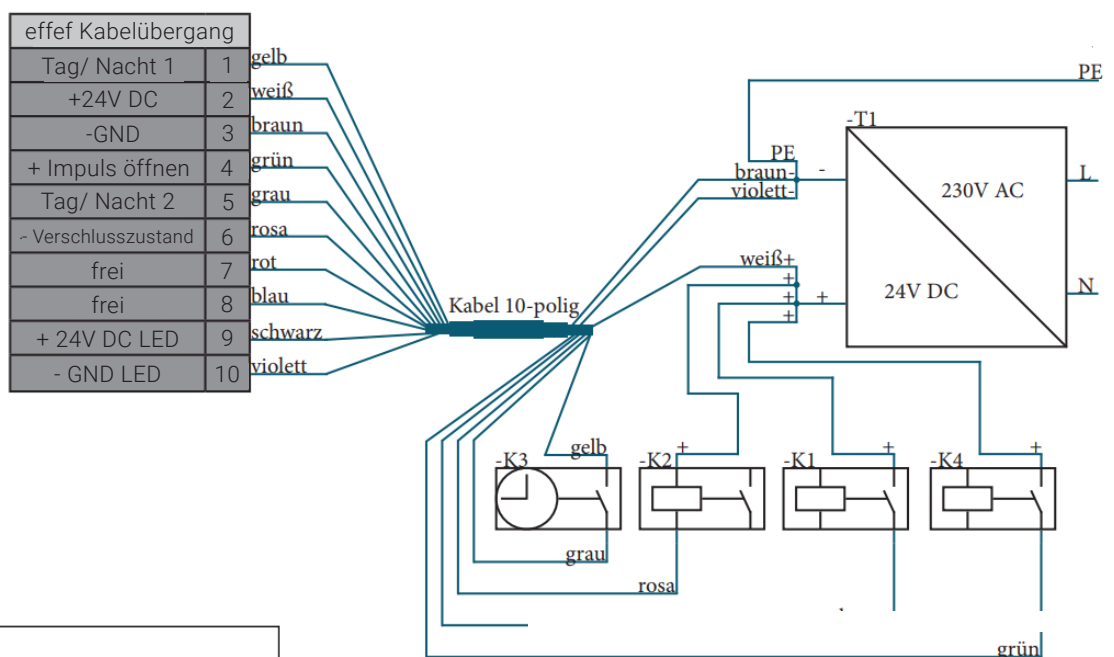 effef Kabelübergang
Tag/ Nacht 1 1 gelb
+24V DC 2 weiß
-GND 3 braun
+ Impuls öffnen 4 grün
Tag/ Nacht 2 5 grau
- Verschlusszustand 6 rosa
frei 7 rot
frei 8 blau
+ 24V DC LED 9 schwarz
- GND LED 10 violett
Kabel 10-polig
PE
-T1
PE
braun-
violett-
-
230V AC
L
weiß+
+
+
+
+
24V DC
N
gelb
-K3
grau
+
-K2
rosa
+
-K1
+
-K4
grün